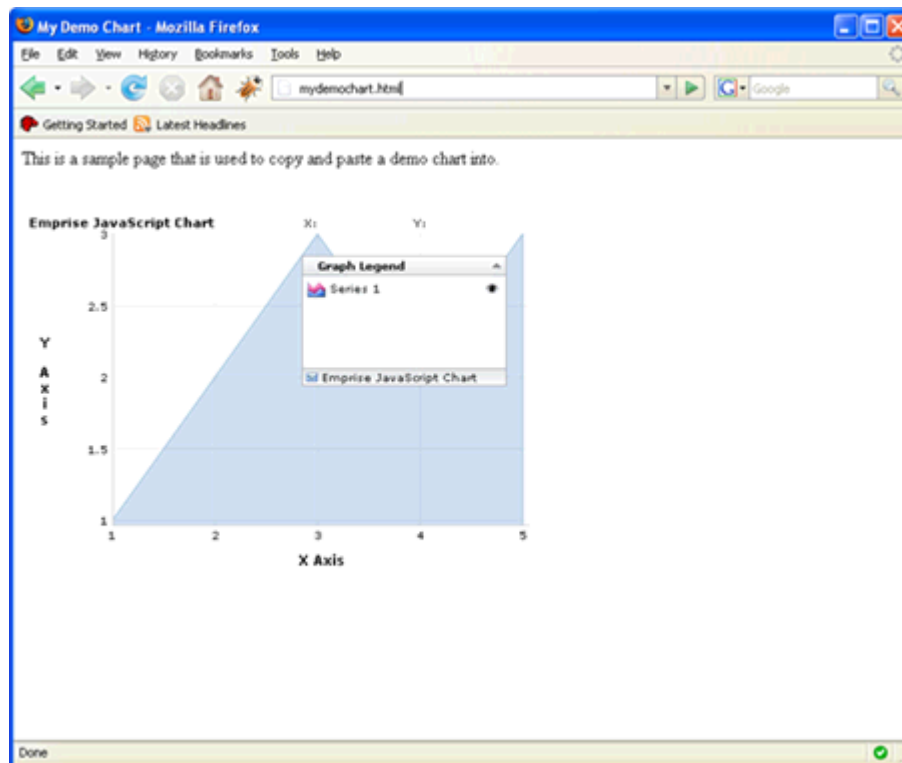 My Demo Chart - Mozilla Firefox
File Edit View History Bookmarks Tools Help
mydemochart.html
G Google
Getting Started Latest Headlines
This is a sample page that is used to copy and paste a demo chart into.
Emprise JavaScript Chart X: Y:
3
Graph Legend
Series 1
2.5
Y Axis
2
Emprise JavaScript Chart
1.5
1
1 2 3 4 5
X Axis
Done